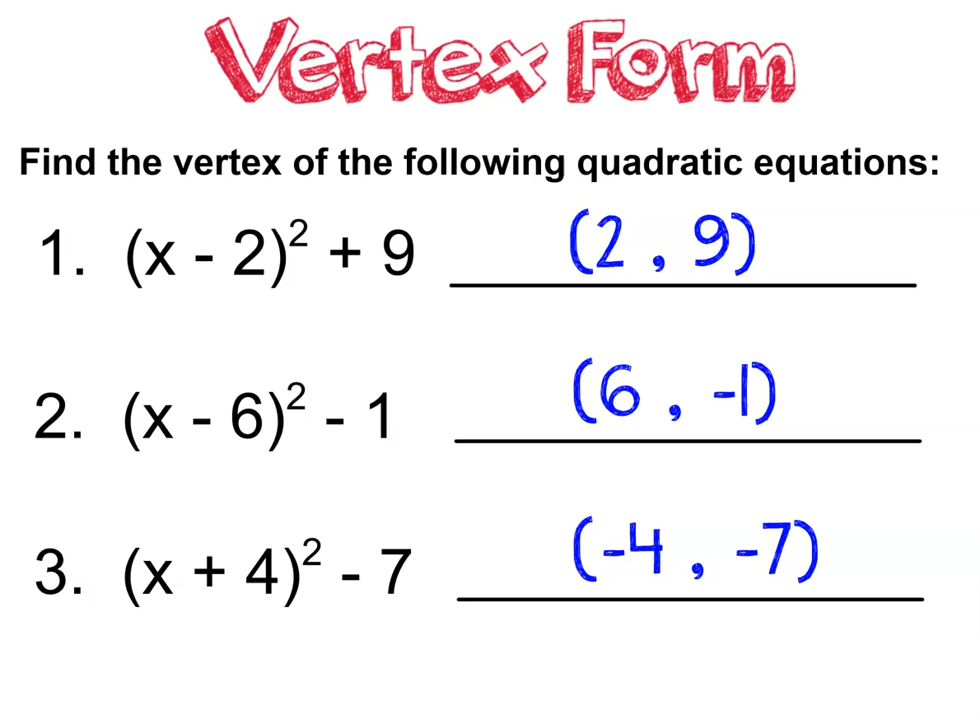 Vertex Form
Find the vertex of the following quadratic equations:
1. (x - 2)² + 9 (2 , 9)
2. (x - 6)² - 1 (6 , -1)
3. (x + 4)² - 7 (-4 , -7)